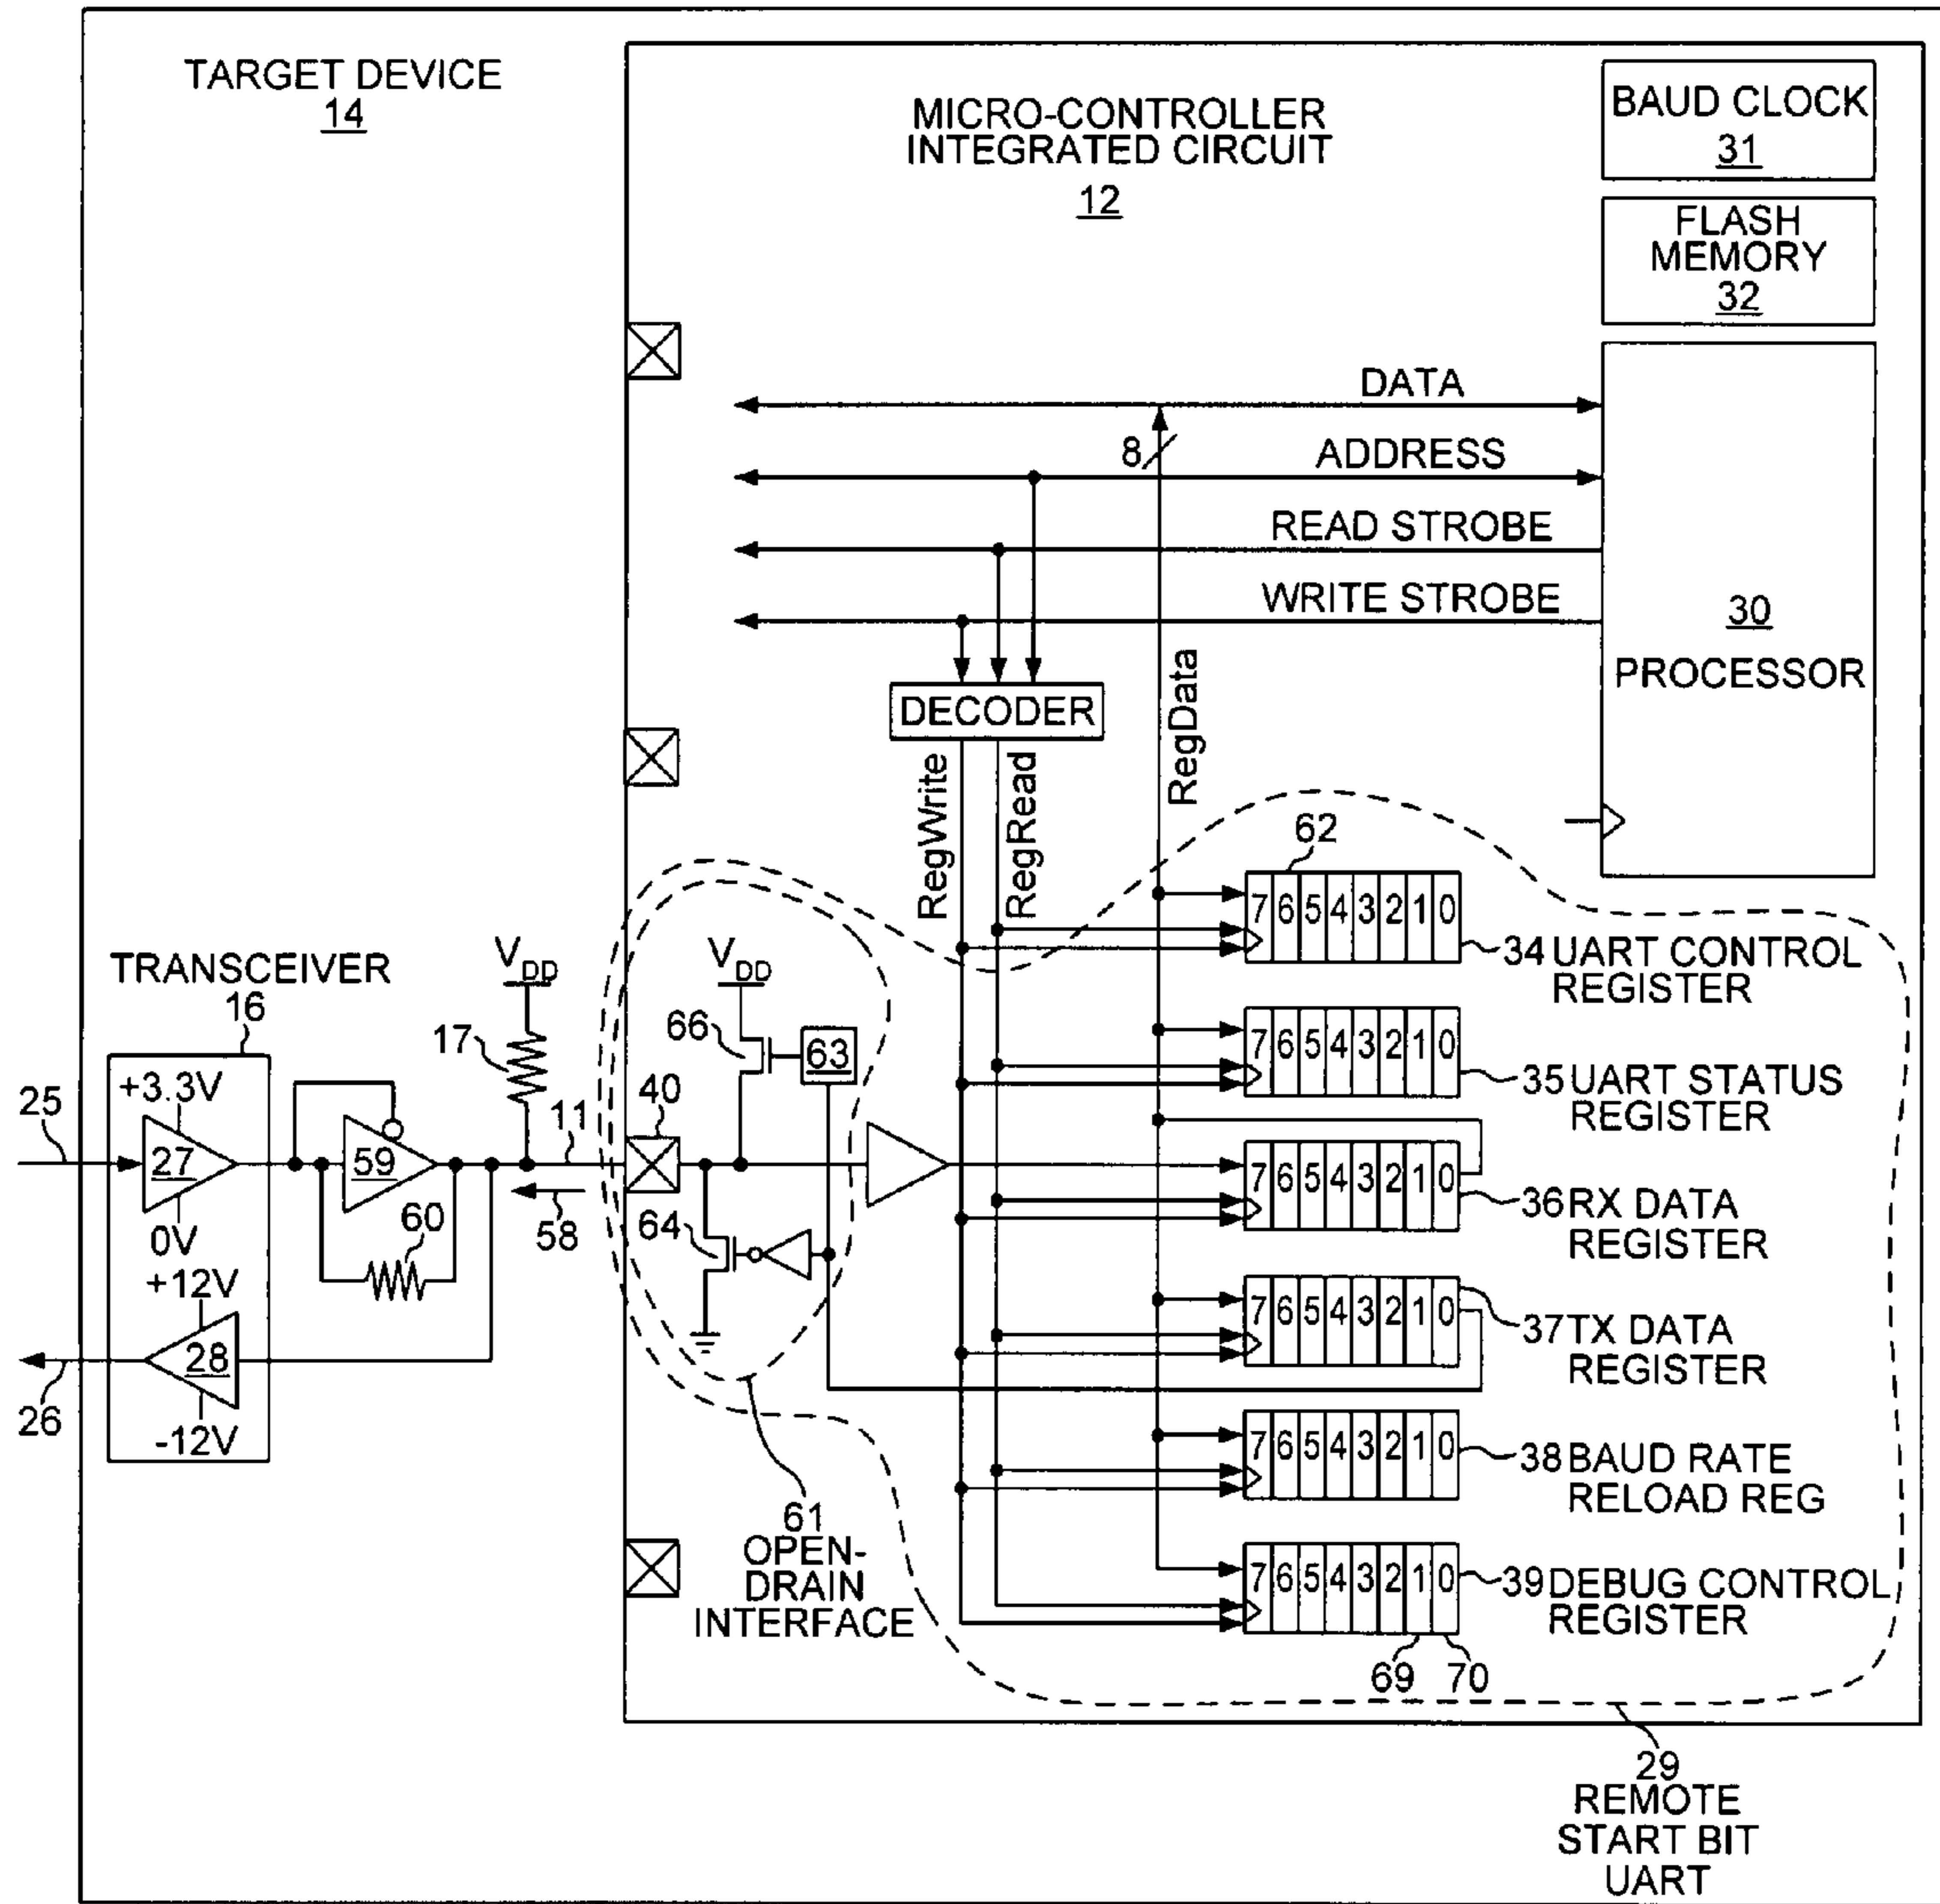 TARGET DEVICE
14
MICRO-CONTROLLER
INTEGRATED CIRCUIT
12
BAUD CLOCK
31
FLASH
MEMORY
32
DATA
8
ADDRESS
READ STROBE
WRITE STROBE
30
PROCESSOR
DECODER
RegWrite
RegRead
RegData
62
7 6 5 4 3 2 1 0
34 UART CONTROL
REGISTER
7 6 5 4 3 2 1 0
35 UART STATUS
REGISTER
7 6 5 4 3 2 1 0
36 RX DATA
REGISTER
7 6 5 4 3 2 1 0
37 TX DATA
REGISTER
7 6 5 4 3 2 1 0
38 BAUD RATE
RELOAD REG
7 6 5 4 3 2 1 0
39 DEBUG CONTROL
REGISTER
69 70
TRANSCEIVER
16
+3.3V
25
27
0V
+12V
28
26
-12V
59
60
17
VDD
11
58
40
VDD
66
63
64
61
OPEN-
DRAIN
INTERFACE
29
REMOTE
START BIT
UART